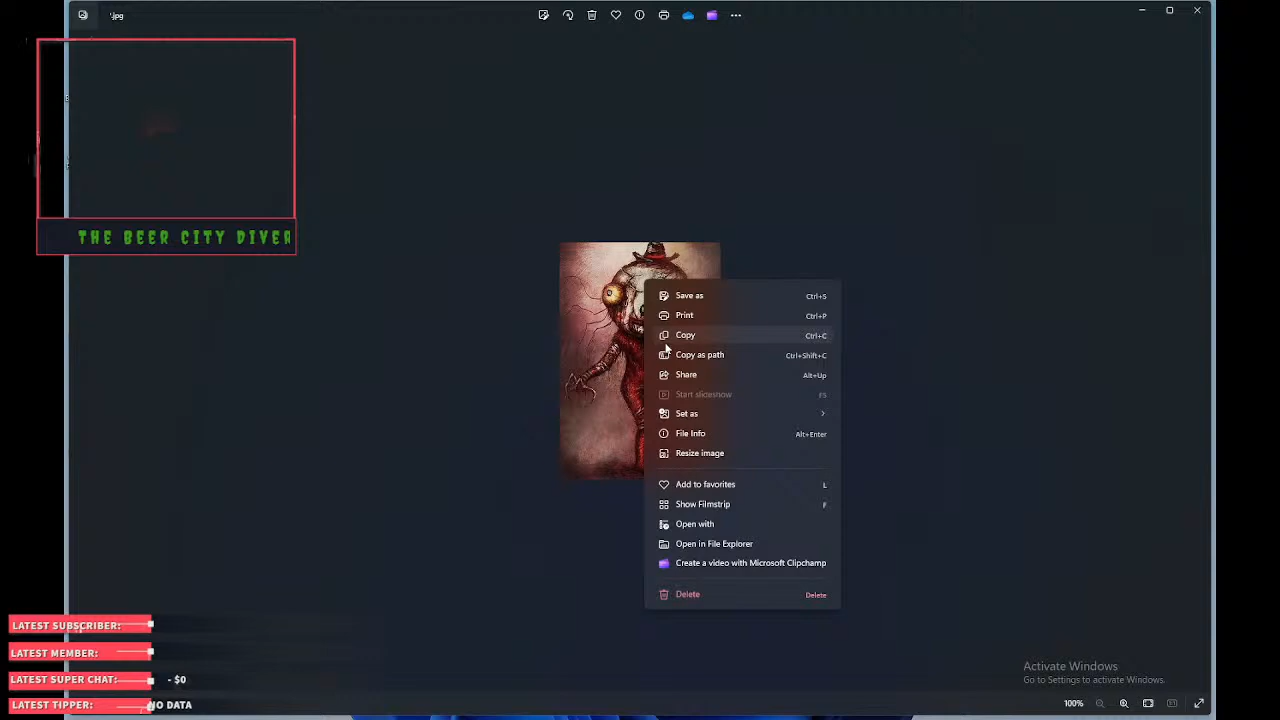 '.jpg
THE BEER CITY DIVER
Save as Ctrl+S
Print Ctrl+P
Copy Ctrl+C
Copy as path Ctrl+Shift+C
Share Alt+Up
Start slideshow F5
Set as
File Info Alt+Enter
Resize image
Add to favorites L
Show Filmstrip F
Open with
Open in File Explorer
Create a video with Microsoft Clipchamp
Delete Delete
LATEST SUBSCRIBER:
LATEST MEMBER:
LATEST SUPER CHAT: - $0
LATEST TIPPER: NO DATA
Activate Windows
Go to Settings to activate Windows.
100%